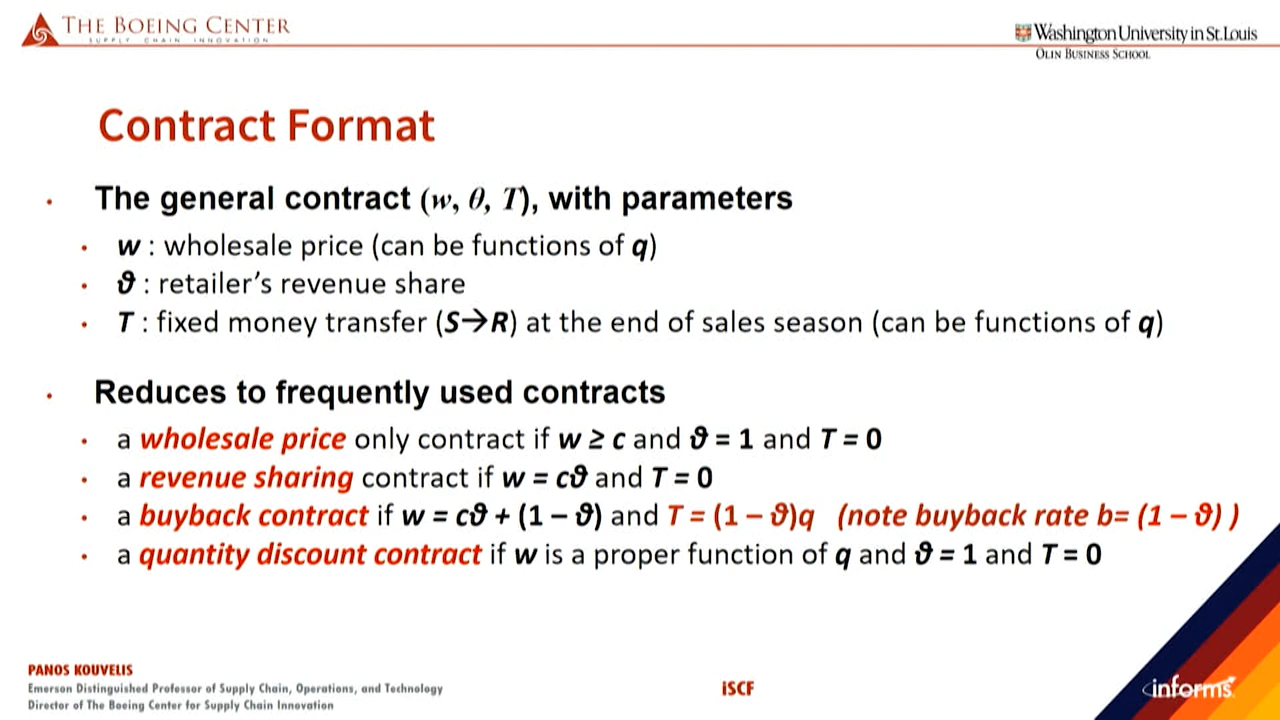 THE BOEING CENTER
SUPPLY CHAIN INNOVATION
Washington University in St. Louis
OLIN BUSINESS SCHOOL
Contract Format
• The general contract (w, θ, T), with parameters
• w : wholesale price (can be functions of q)
• ϑ : retailer's revenue share
• T : fixed money transfer (S→R) at the end of sales season (can be functions of q)
• Reduces to frequently used contracts
• a wholesale price only contract if w ≥ c and ϑ = 1 and T = 0
• a revenue sharing contract if w = cϑ and T = 0
• a buyback contract if w = cϑ + (1 – ϑ) and T = (1 – ϑ)q (note buyback rate b= (1 – ϑ) )
• a quantity discount contract if w is a proper function of q and ϑ = 1 and T = 0
PANOS KOUVELIS
Emerson Distinguished Professor of Supply Chain, Operations, and Technology
Director of The Boeing Center for Supply Chain Innovation
iSCF
informs